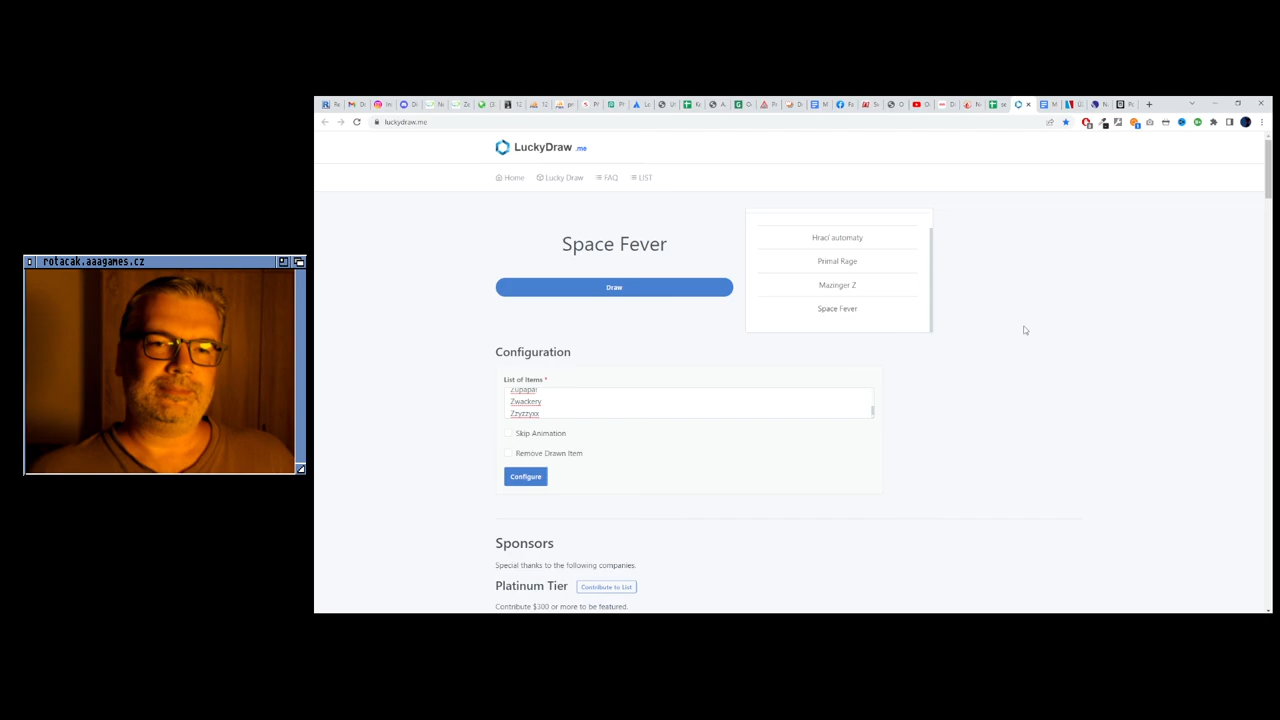 rotacak.aaagames.cz
luckydraw.me
LuckyDraw .me
Home
Lucky Draw
FAQ
LIST
Space Fever
Draw
Hrací automaty
Primal Rage
Mazinger Z
Space Fever
Configuration
List of Items *
Zupapa!
Zwackery
Zzyzzyxx
Skip Animation
Remove Drawn Item
Configure
Sponsors
Special thanks to the following companies.
Platinum Tier
Contribute to List
Contribute $300 or more to be featured.